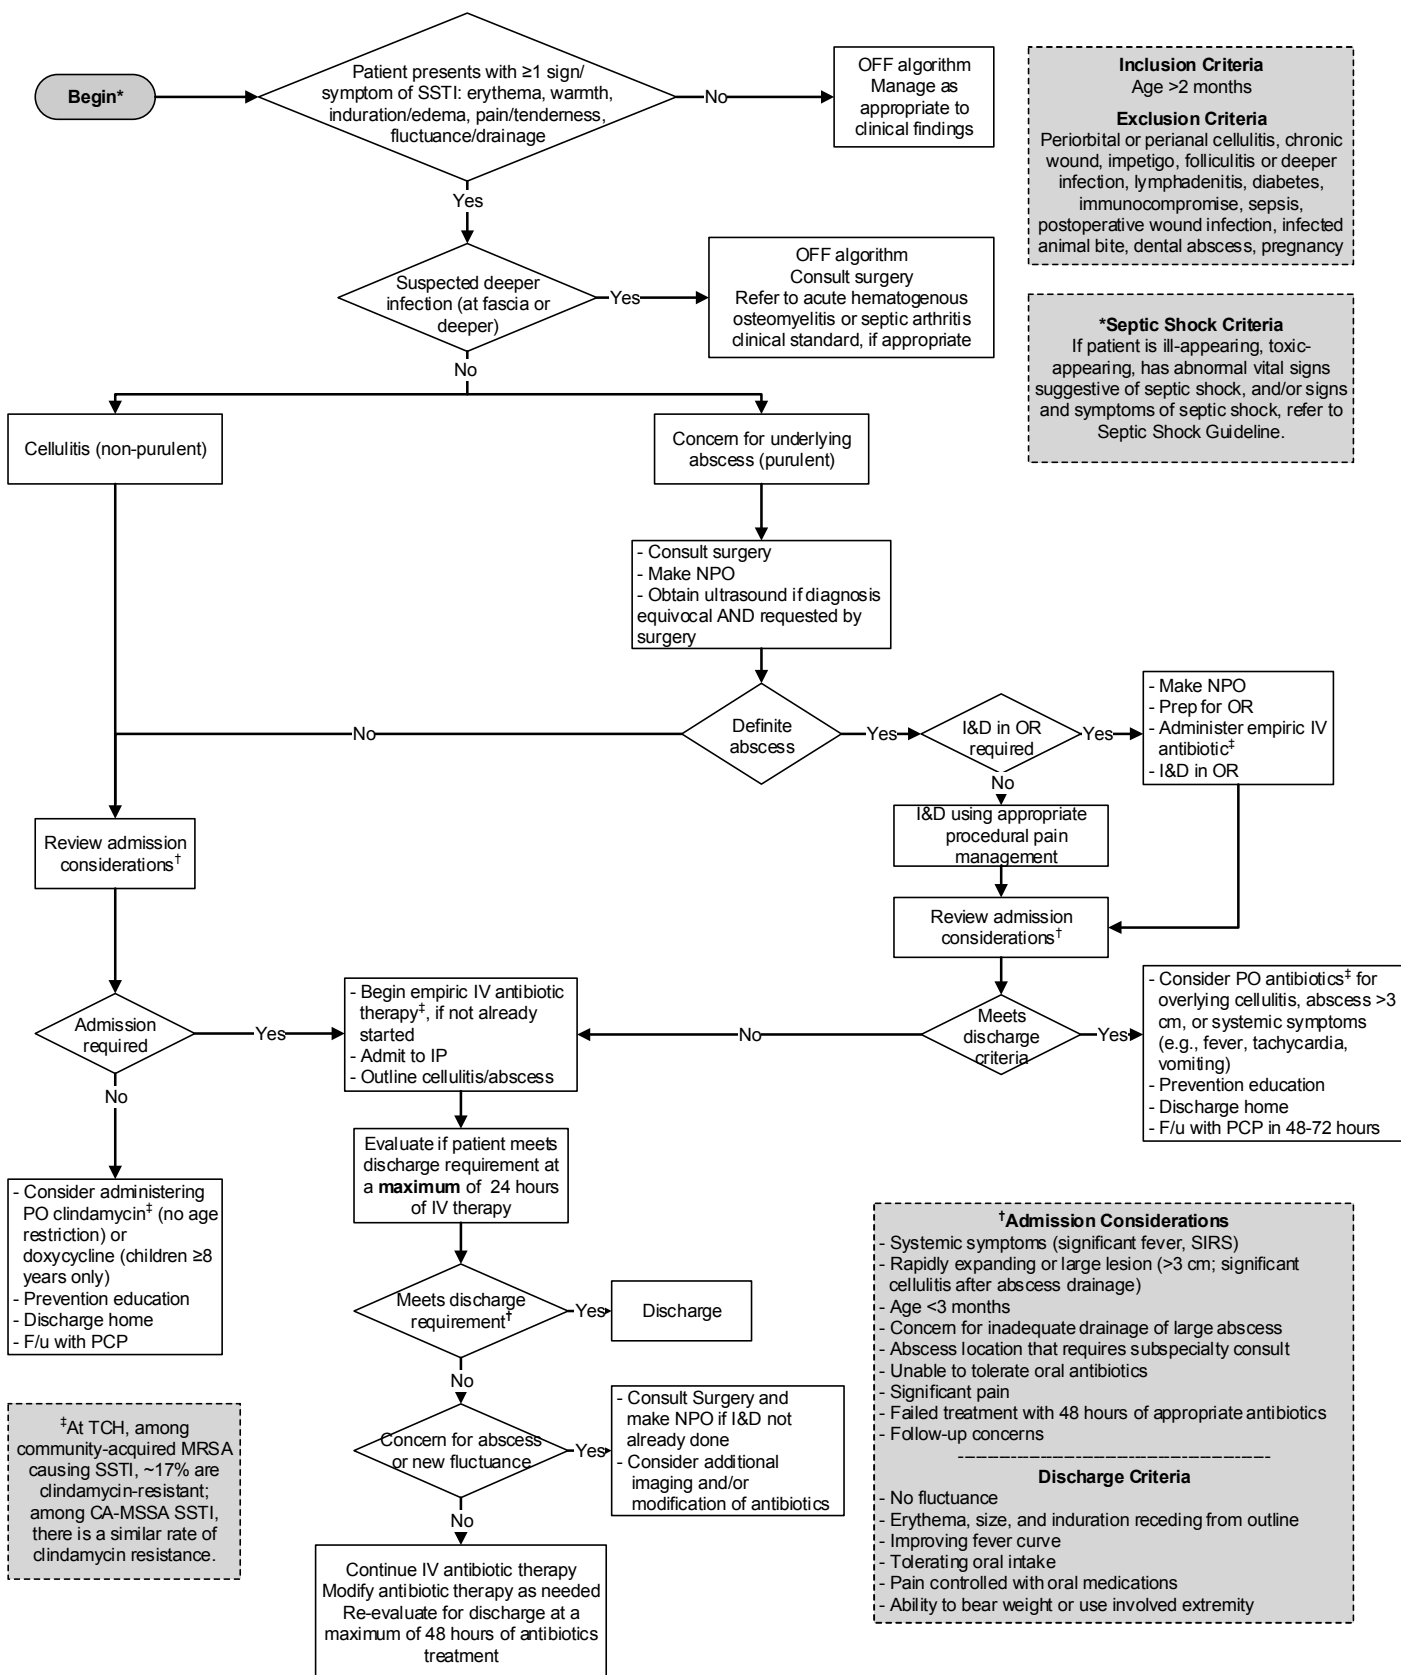 Begin*
Patient presents with ≥1 sign/
symptom of SSTI: erythema, warmth,
induration/edema, pain/tenderness,
fluctuance/drainage
No
OFF algorithm
Manage as
appropriate to
clinical findings
Inclusion Criteria
Age >2 months
Exclusion Criteria
Periorbital or perianal cellulitis, chronic
wound, impetigo, folliculitis or deeper
infection, lymphadenitis, diabetes,
immunocompromise, sepsis,
postoperative wound infection, infected
animal bite, dental abscess, pregnancy
Yes
Suspected deeper
infection (at fascia or
deeper)
Yes
OFF algorithm
Consult surgery
Refer to acute hematogenous
osteomyelitis or septic arthritis
clinical standard, if appropriate
*Septic Shock Criteria
If patient is ill-appearing, toxic-
appearing, has abnormal vital signs
suggestive of septic shock, and/or signs
and symptoms of septic shock, refer to
Septic Shock Guideline.
No
Cellulitis (non-purulent)
Concern for underlying
abscess (purulent)
- Consult surgery
- Make NPO
- Obtain ultrasound if diagnosis
equivocal AND requested by
surgery
Definite
abscess
No
Yes
I&D in OR
required
Yes
- Make NPO
- Prep for OR
- Administer empiric IV
antibiotic‡
- I&D in OR
No
I&D using appropriate
procedural pain
management
Review admission
considerations†
Review admission
considerations†
Admission
required
Yes
- Begin empiric IV antibiotic
therapy‡, if not already
started
- Admit to IP
- Outline cellulitis/abscess
No
Meets
discharge
criteria
Yes
- Consider PO antibiotics‡ for
overlying cellulitis, abscess >3
cm, or systemic symptoms
(e.g., fever, tachycardia,
vomiting)
- Prevention education
- Discharge home
- F/u with PCP in 48-72 hours
No
- Consider administering
PO clindamycin‡ (no age
restriction) or
doxycycline (children ≥8
years only)
- Prevention education
- Discharge home
- F/u with PCP
Evaluate if patient meets
discharge requirement at
a maximum of 24 hours
of IV therapy
Meets discharge
requirement†
Yes
Discharge
No
Concern for abscess
or new fluctuance
Yes
- Consult Surgery and
make NPO if I&D not
already done
- Consider additional
imaging and/or
modification of antibiotics
No
Continue IV antibiotic therapy
Modify antibiotic therapy as needed
Re-evaluate for discharge at a
maximum of 48 hours of antibiotics
treatment
‡At TCH, among
community-acquired MRSA
causing SSTI, ~17% are
clindamycin-resistant;
among CA-MSSA SSTI,
there is a similar rate of
clindamycin resistance.
†Admission Considerations
- Systemic symptoms (significant fever, SIRS)
- Rapidly expanding or large lesion (>3 cm; significant
cellulitis after abscess drainage)
- Age <3 months
- Concern for inadequate drainage of large abscess
- Abscess location that requires subspecialty consult
- Unable to tolerate oral antibiotics
- Significant pain
- Failed treatment with 48 hours of appropriate antibiotics
- Follow-up concerns
Discharge Criteria
- No fluctuance
- Erythema, size, and induration receding from outline
- Improving fever curve
- Tolerating oral intake
- Pain controlled with oral medications
- Ability to bear weight or use involved extremity